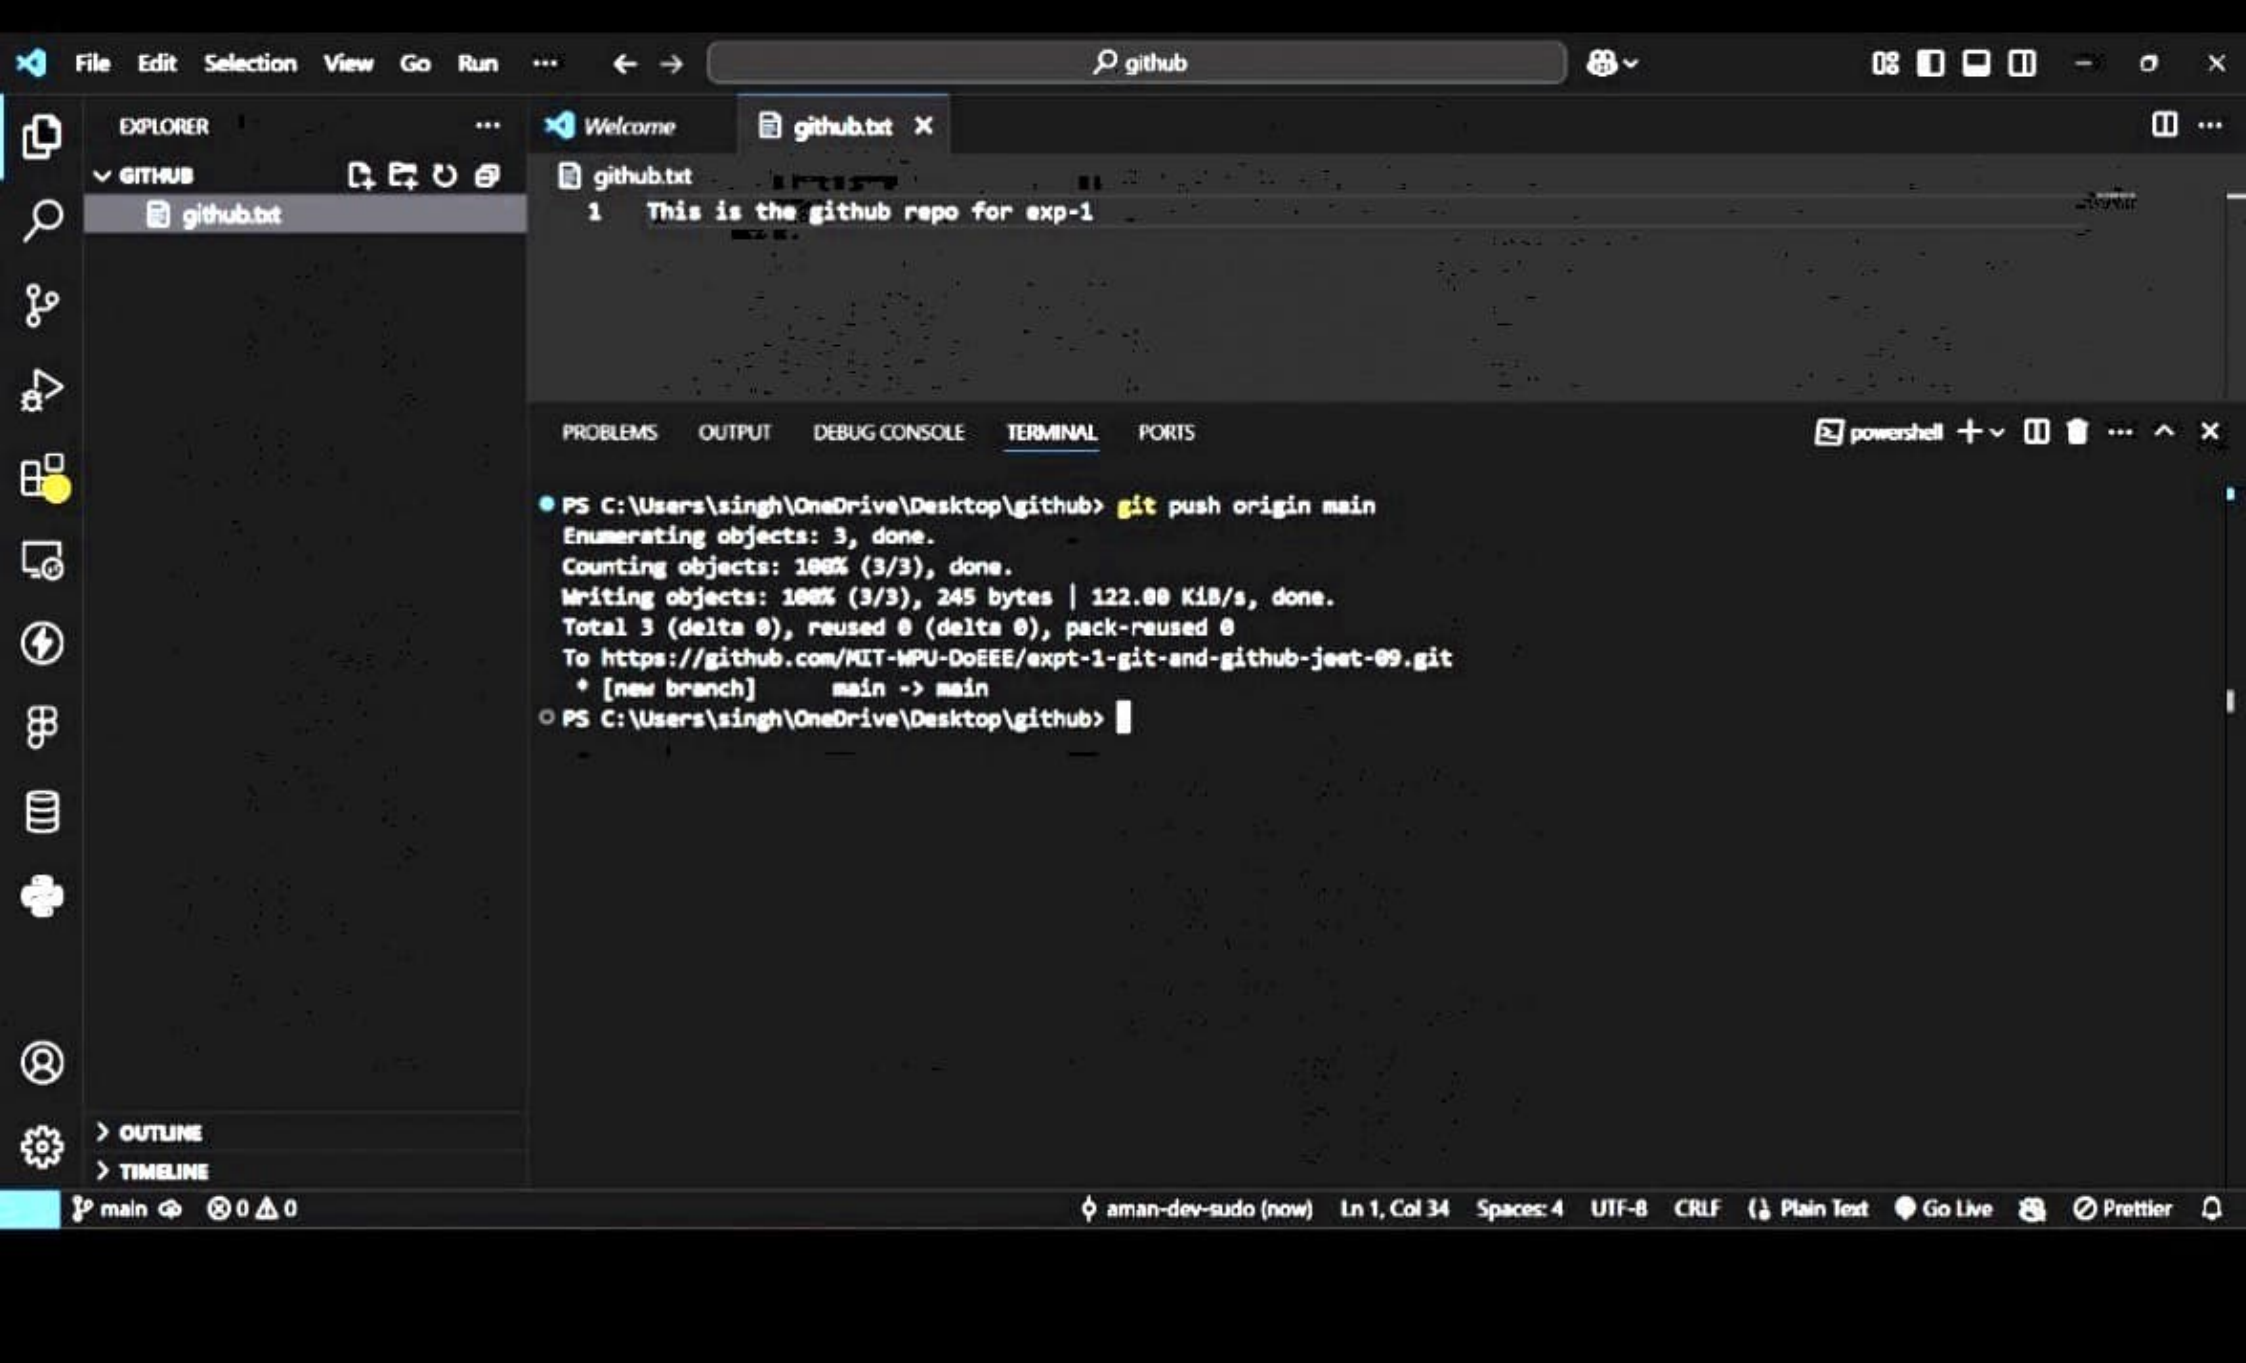 File Edit Selection View Go Run ··· github
EXPLORER ···
GITHUB
github.txt
Welcome github.txt
github.txt
1 This is the github repo for exp-1
PROBLEMS OUTPUT DEBUG CONSOLE TERMINAL PORTS powershell
PS C:\Users\singh\OneDrive\Desktop\github> git push origin main
Enumerating objects: 3, done.
Counting objects: 100% (3/3), done.
Writing objects: 100% (3/3), 245 bytes | 122.00 KiB/s, done.
Total 3 (delta 0), reused 0 (delta 0), pack-reused 0
To https://github.com/MIT-WPU-DoEEE/expt-1-git-and-github-jeet-09.git
* [new branch] main -> main
PS C:\Users\singh\OneDrive\Desktop\github>
OUTLINE
TIMELINE
main 0 0 aman-dev-sudo (now) Ln 1, Col 34 Spaces: 4 UTF-8 CRLF Plain Text Go Live Prettier